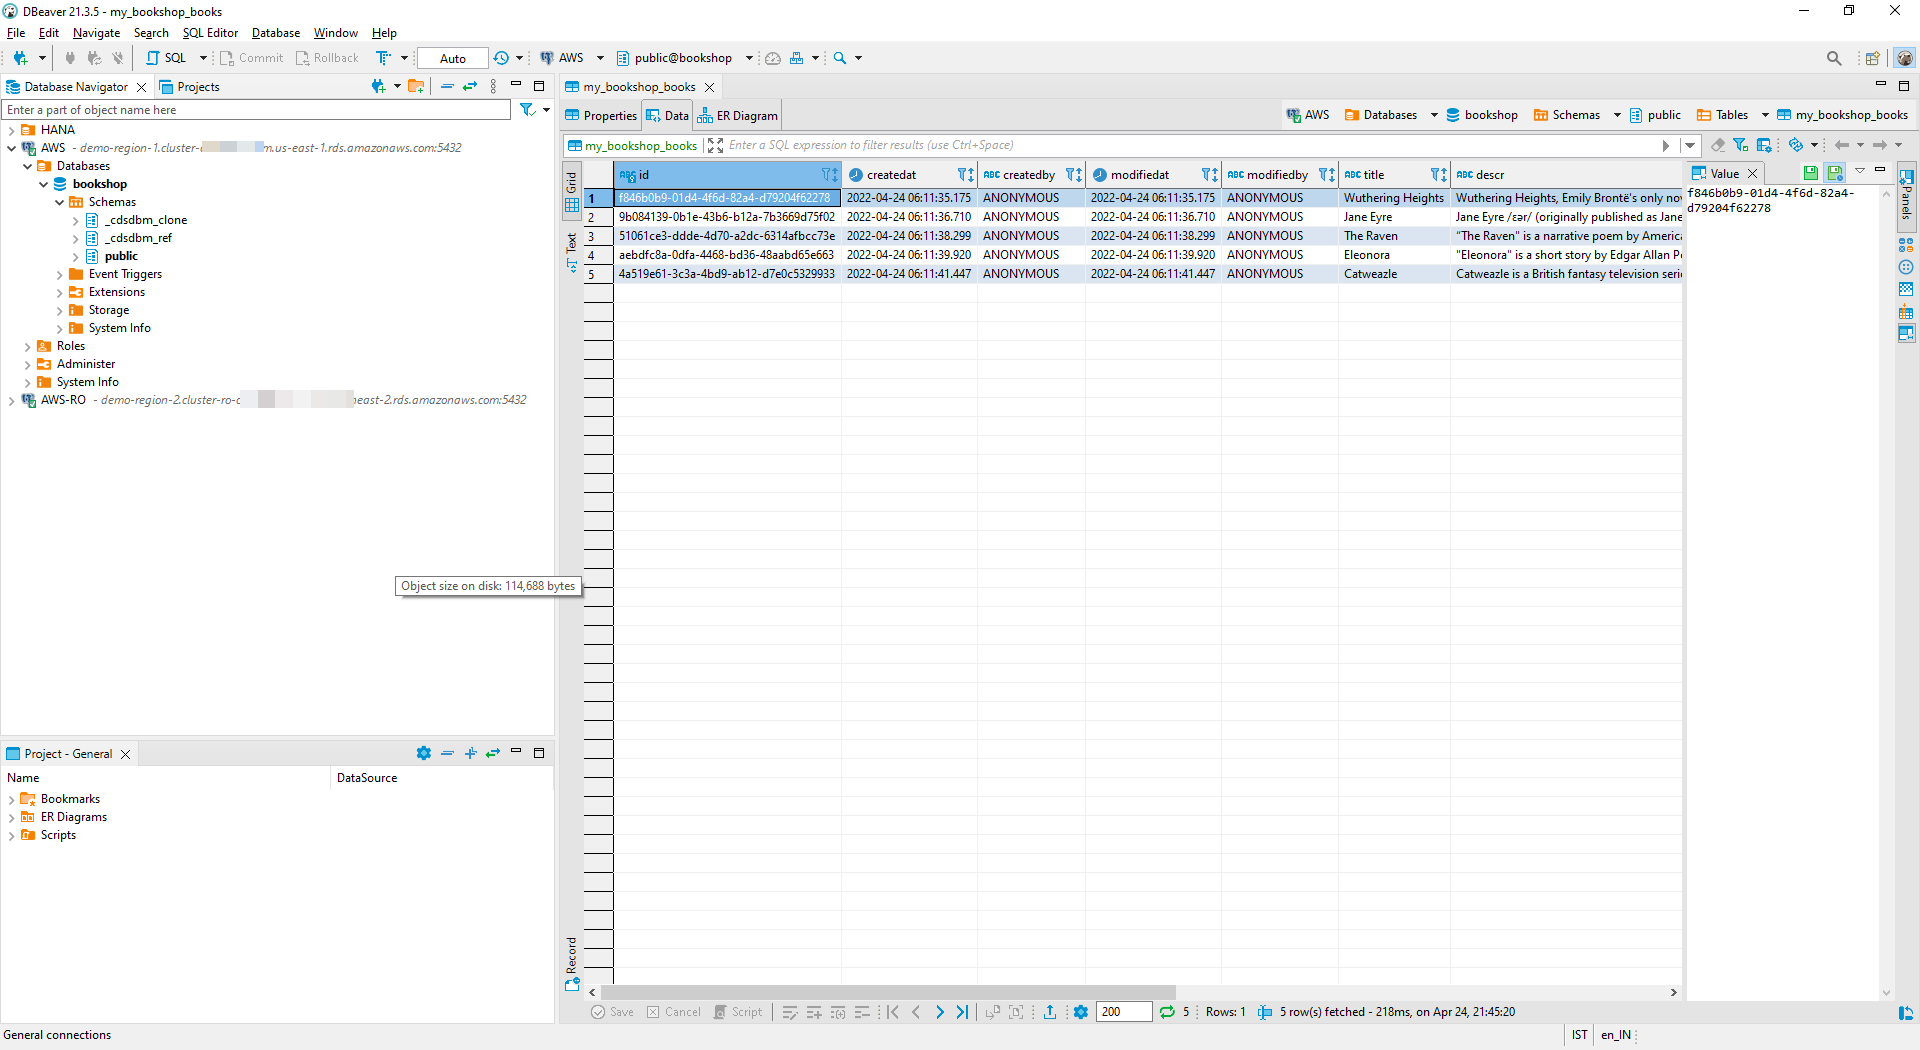 DBeaver 21.3.5 - my_bookshop_books
File Edit Navigate Search SQL Editor Database Window Help
SQL Commit Rollback Auto AWS public@bookshop
Database Navigator Projects
Enter a part of object name here
HANA
AWS - demo-region-1.cluster- m.us-east-1.rds.amazonaws.com:5432
Databases
bookshop
Schemas
_cdsdbm_clone
_cdsdbm_ref
public
Event Triggers
Extensions
Storage
System Info
Roles
Administer
System Info
AWS-RO - demo-region-2.cluster-ro- east-2.rds.amazonaws.com:5432
Object size on disk: 114,688 bytes
Project - General
Name DataSource
Bookmarks
ER Diagrams
Scripts
my_bookshop_books
Properties Data ER Diagram
AWS Databases bookshop Schemas public Tables my_bookshop_books
my_bookshop_books Enter a SQL expression to filter results (use Ctrl+Space)
Grid
Text
Record
ABC id createdat ABC createdby modifiedat ABC modifiedby ABC title ABC descr
1 f846b0b9-01d4-4f6d-82a4-d79204f62278 2022-04-24 06:11:35.175 ANONYMOUS 2022-04-24 06:11:35.175 ANONYMOUS Wuthering Heights Wuthering Heights, Emily Brontë's only nov
2 9b084139-0b1e-43b6-b12a-7b3669d75f02 2022-04-24 06:11:36.710 ANONYMOUS 2022-04-24 06:11:36.710 ANONYMOUS Jane Eyre Jane Eyre /ɛər/ (originally published as Jane
3 51061ce3-ddde-4d70-a2dc-6314afbcc73e 2022-04-24 06:11:38.299 ANONYMOUS 2022-04-24 06:11:38.299 ANONYMOUS The Raven "The Raven" is a narrative poem by America
4 aebdfc8a-0dfa-4468-bd36-48aabd65e663 2022-04-24 06:11:39.920 ANONYMOUS 2022-04-24 06:11:39.920 ANONYMOUS Eleonora "Eleonora" is a short story by Edgar Allan Po
5 4a519e61-3c3a-4bd9-ab12-d7e0c5329933 2022-04-24 06:11:41.447 ANONYMOUS 2022-04-24 06:11:41.447 ANONYMOUS Catweazle Catweazle is a British fantasy television serie
Value
f846b0b9-01d4-4f6d-82a4-
d79204f62278
Panels
Save Cancel Script 200 5 Rows: 1 5 row(s) fetched - 218ms, on Apr 24, 21:45:20
General connections IST en_IN